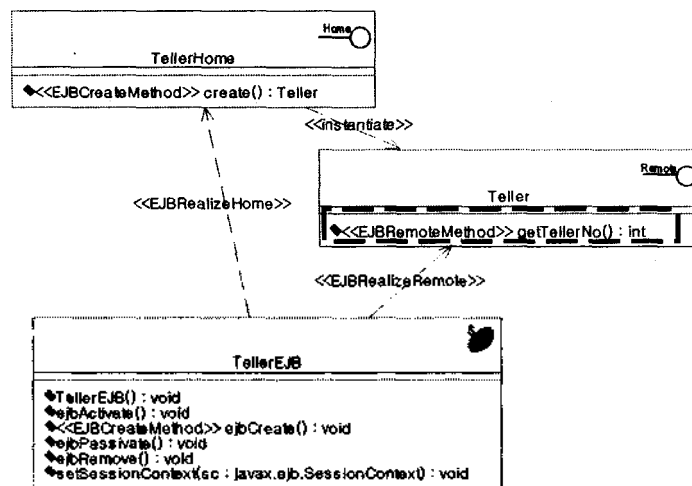 Home
TellerHome
<<EJBCreateMethod>> create() : Teller
<<instantiate>>
Remote
Teller
<<EJBRealizeHome>>
<<EJBRemoteMethod>> getTellerNo() : int
<<EJBRealizeRemote>>
S
TellerEJB
TellerEJB() : void
ejbActivate() : void
<<EJBCreateMethod>> ejbCreate() : void
ejbPassivate() : void
ejbRemove() : void
setSessionContext(sc : javax.ejb.SessionContext) : void